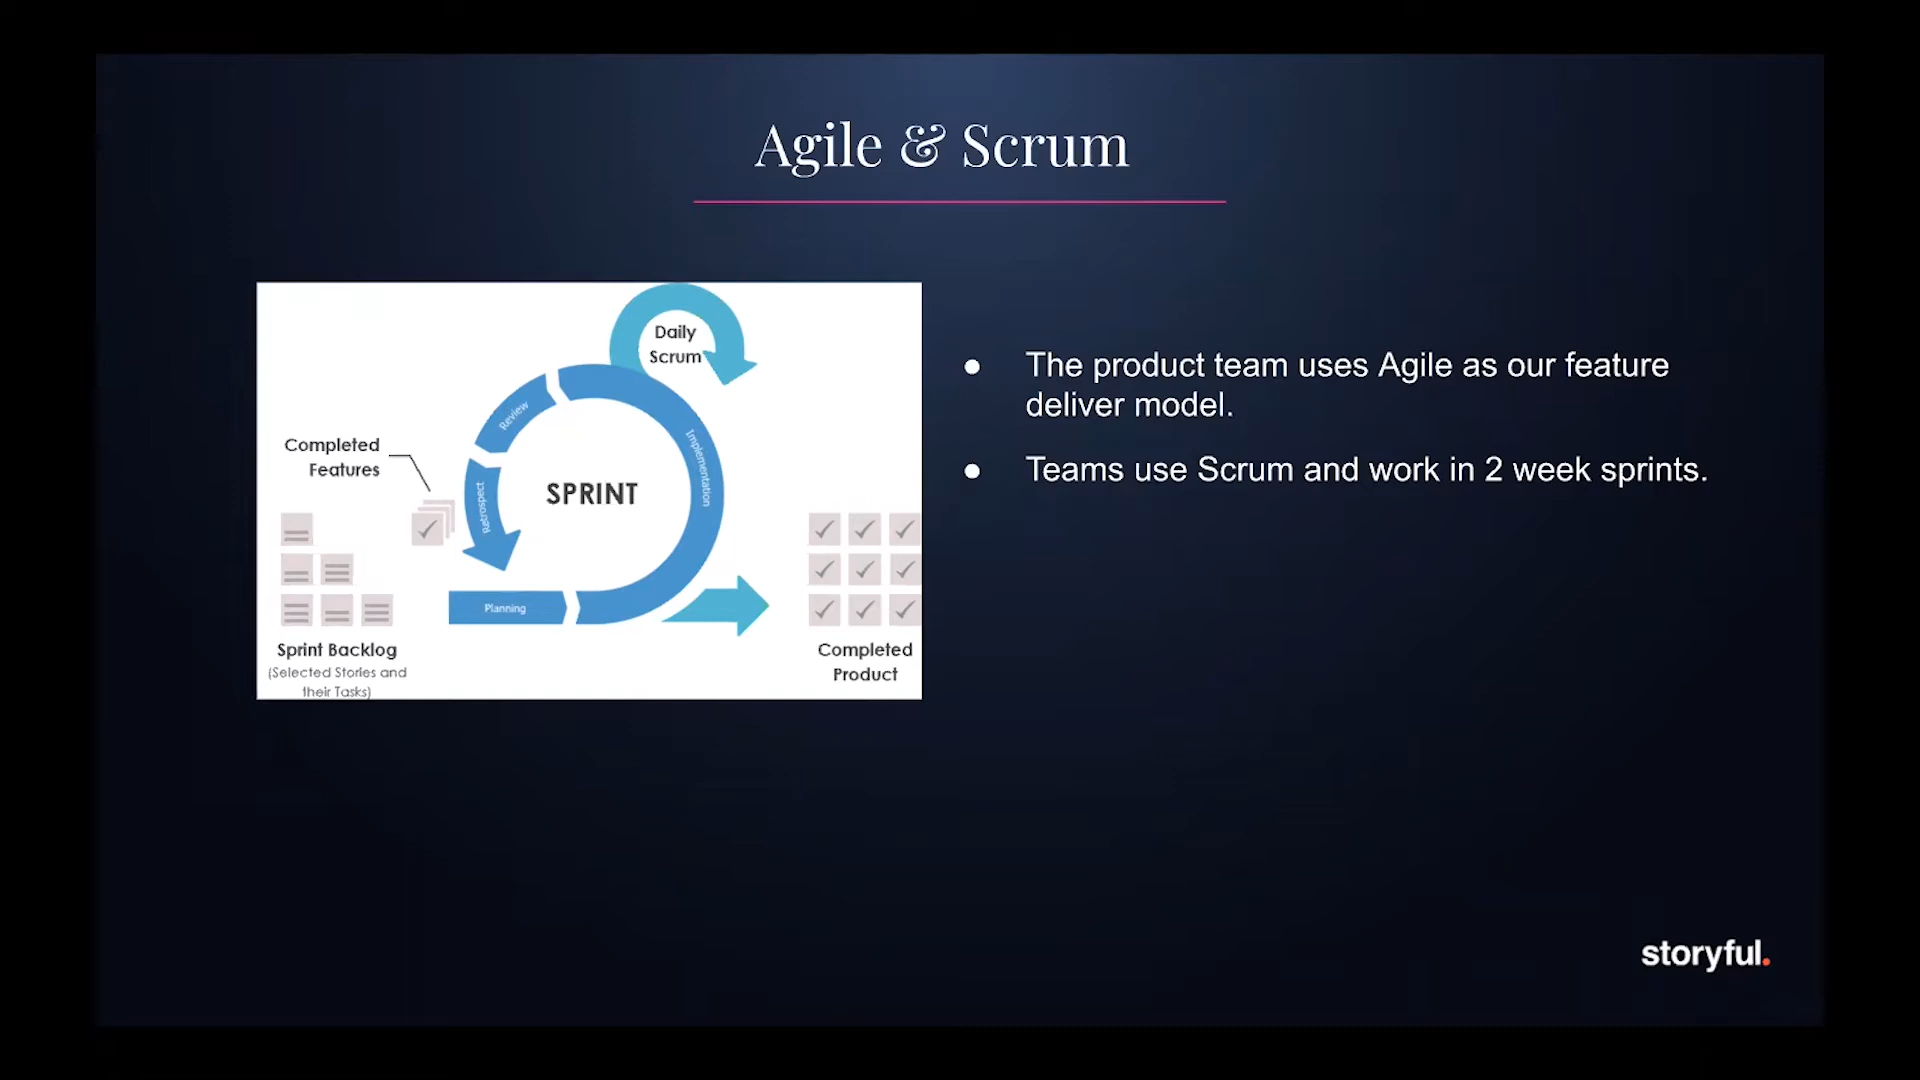 Agile & Scrum
Daily
Scrum
Review
Implementation
Completed
Features
Retrospect
SPRINT
Planning
Sprint Backlog
(Selected Stories and
their Tasks)
Completed
Product
● The product team uses Agile as our feature
deliver model.
● Teams use Scrum and work in 2 week sprints.
storyful.